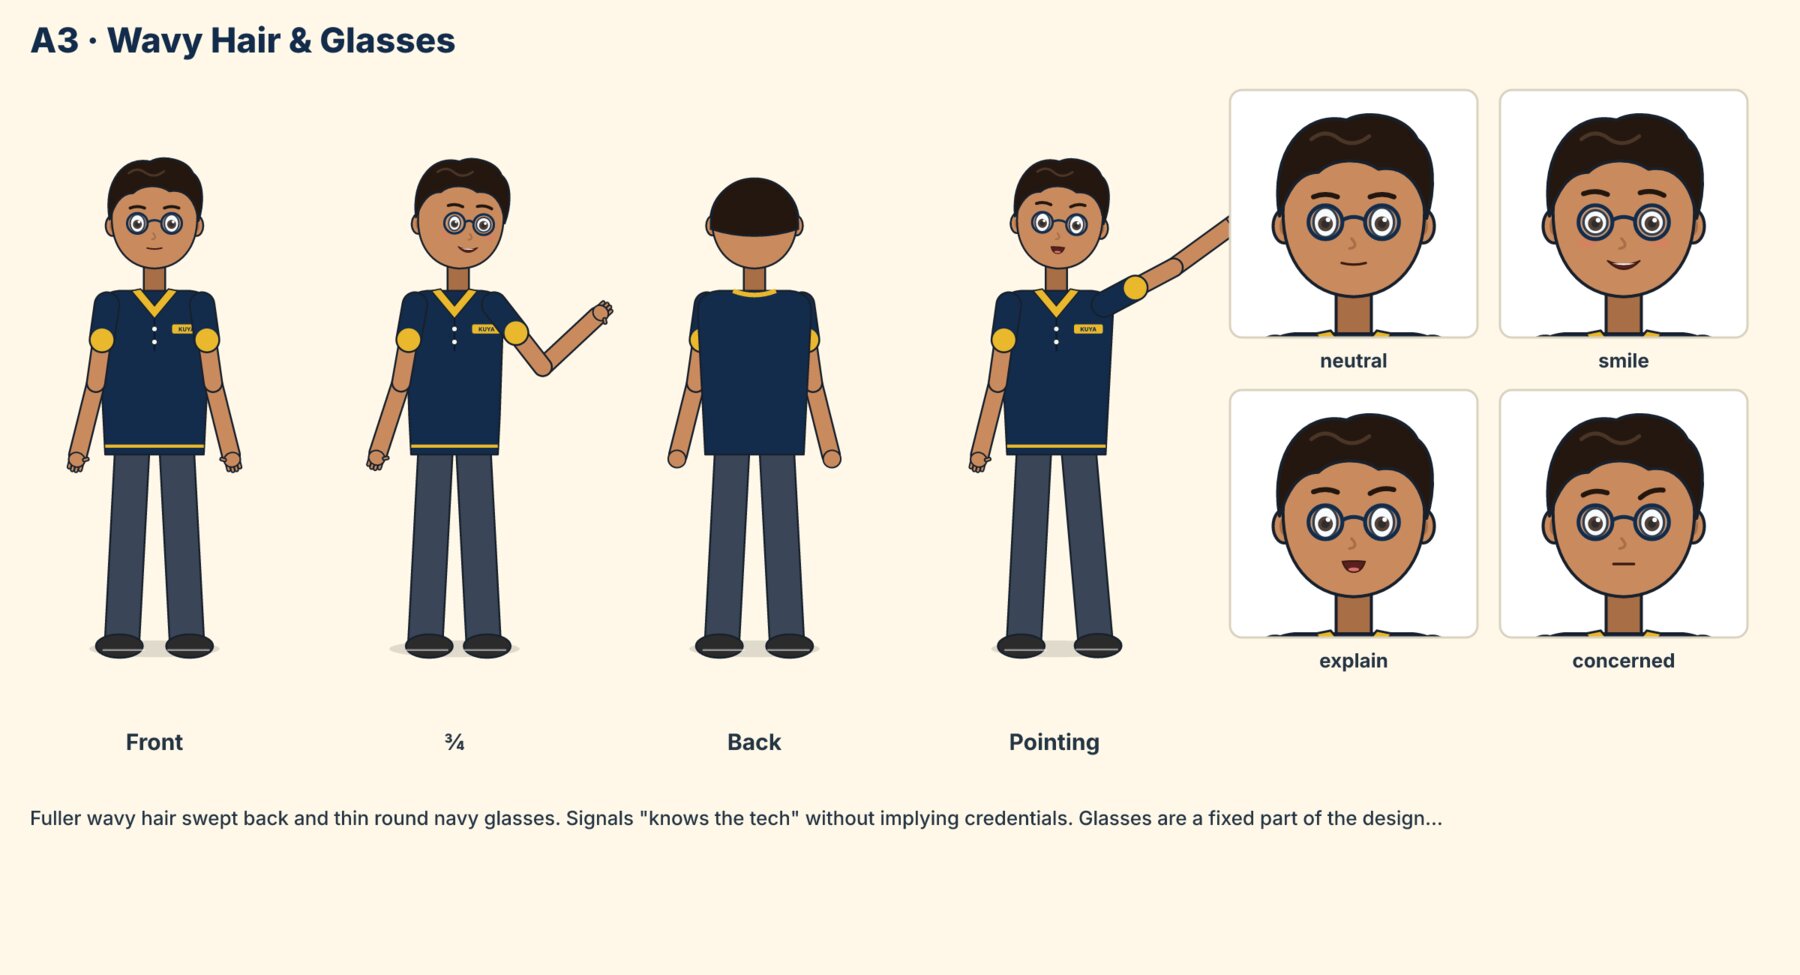 A3 · Wavy Hair & Glasses
KUYA
KUYA
KUYA
neutral
smile
explain
concerned
Front
¾
Back
Pointing
Fuller wavy hair swept back and thin round navy glasses. Signals "knows the tech" without implying credentials. Glasses are a fixed part of the design...